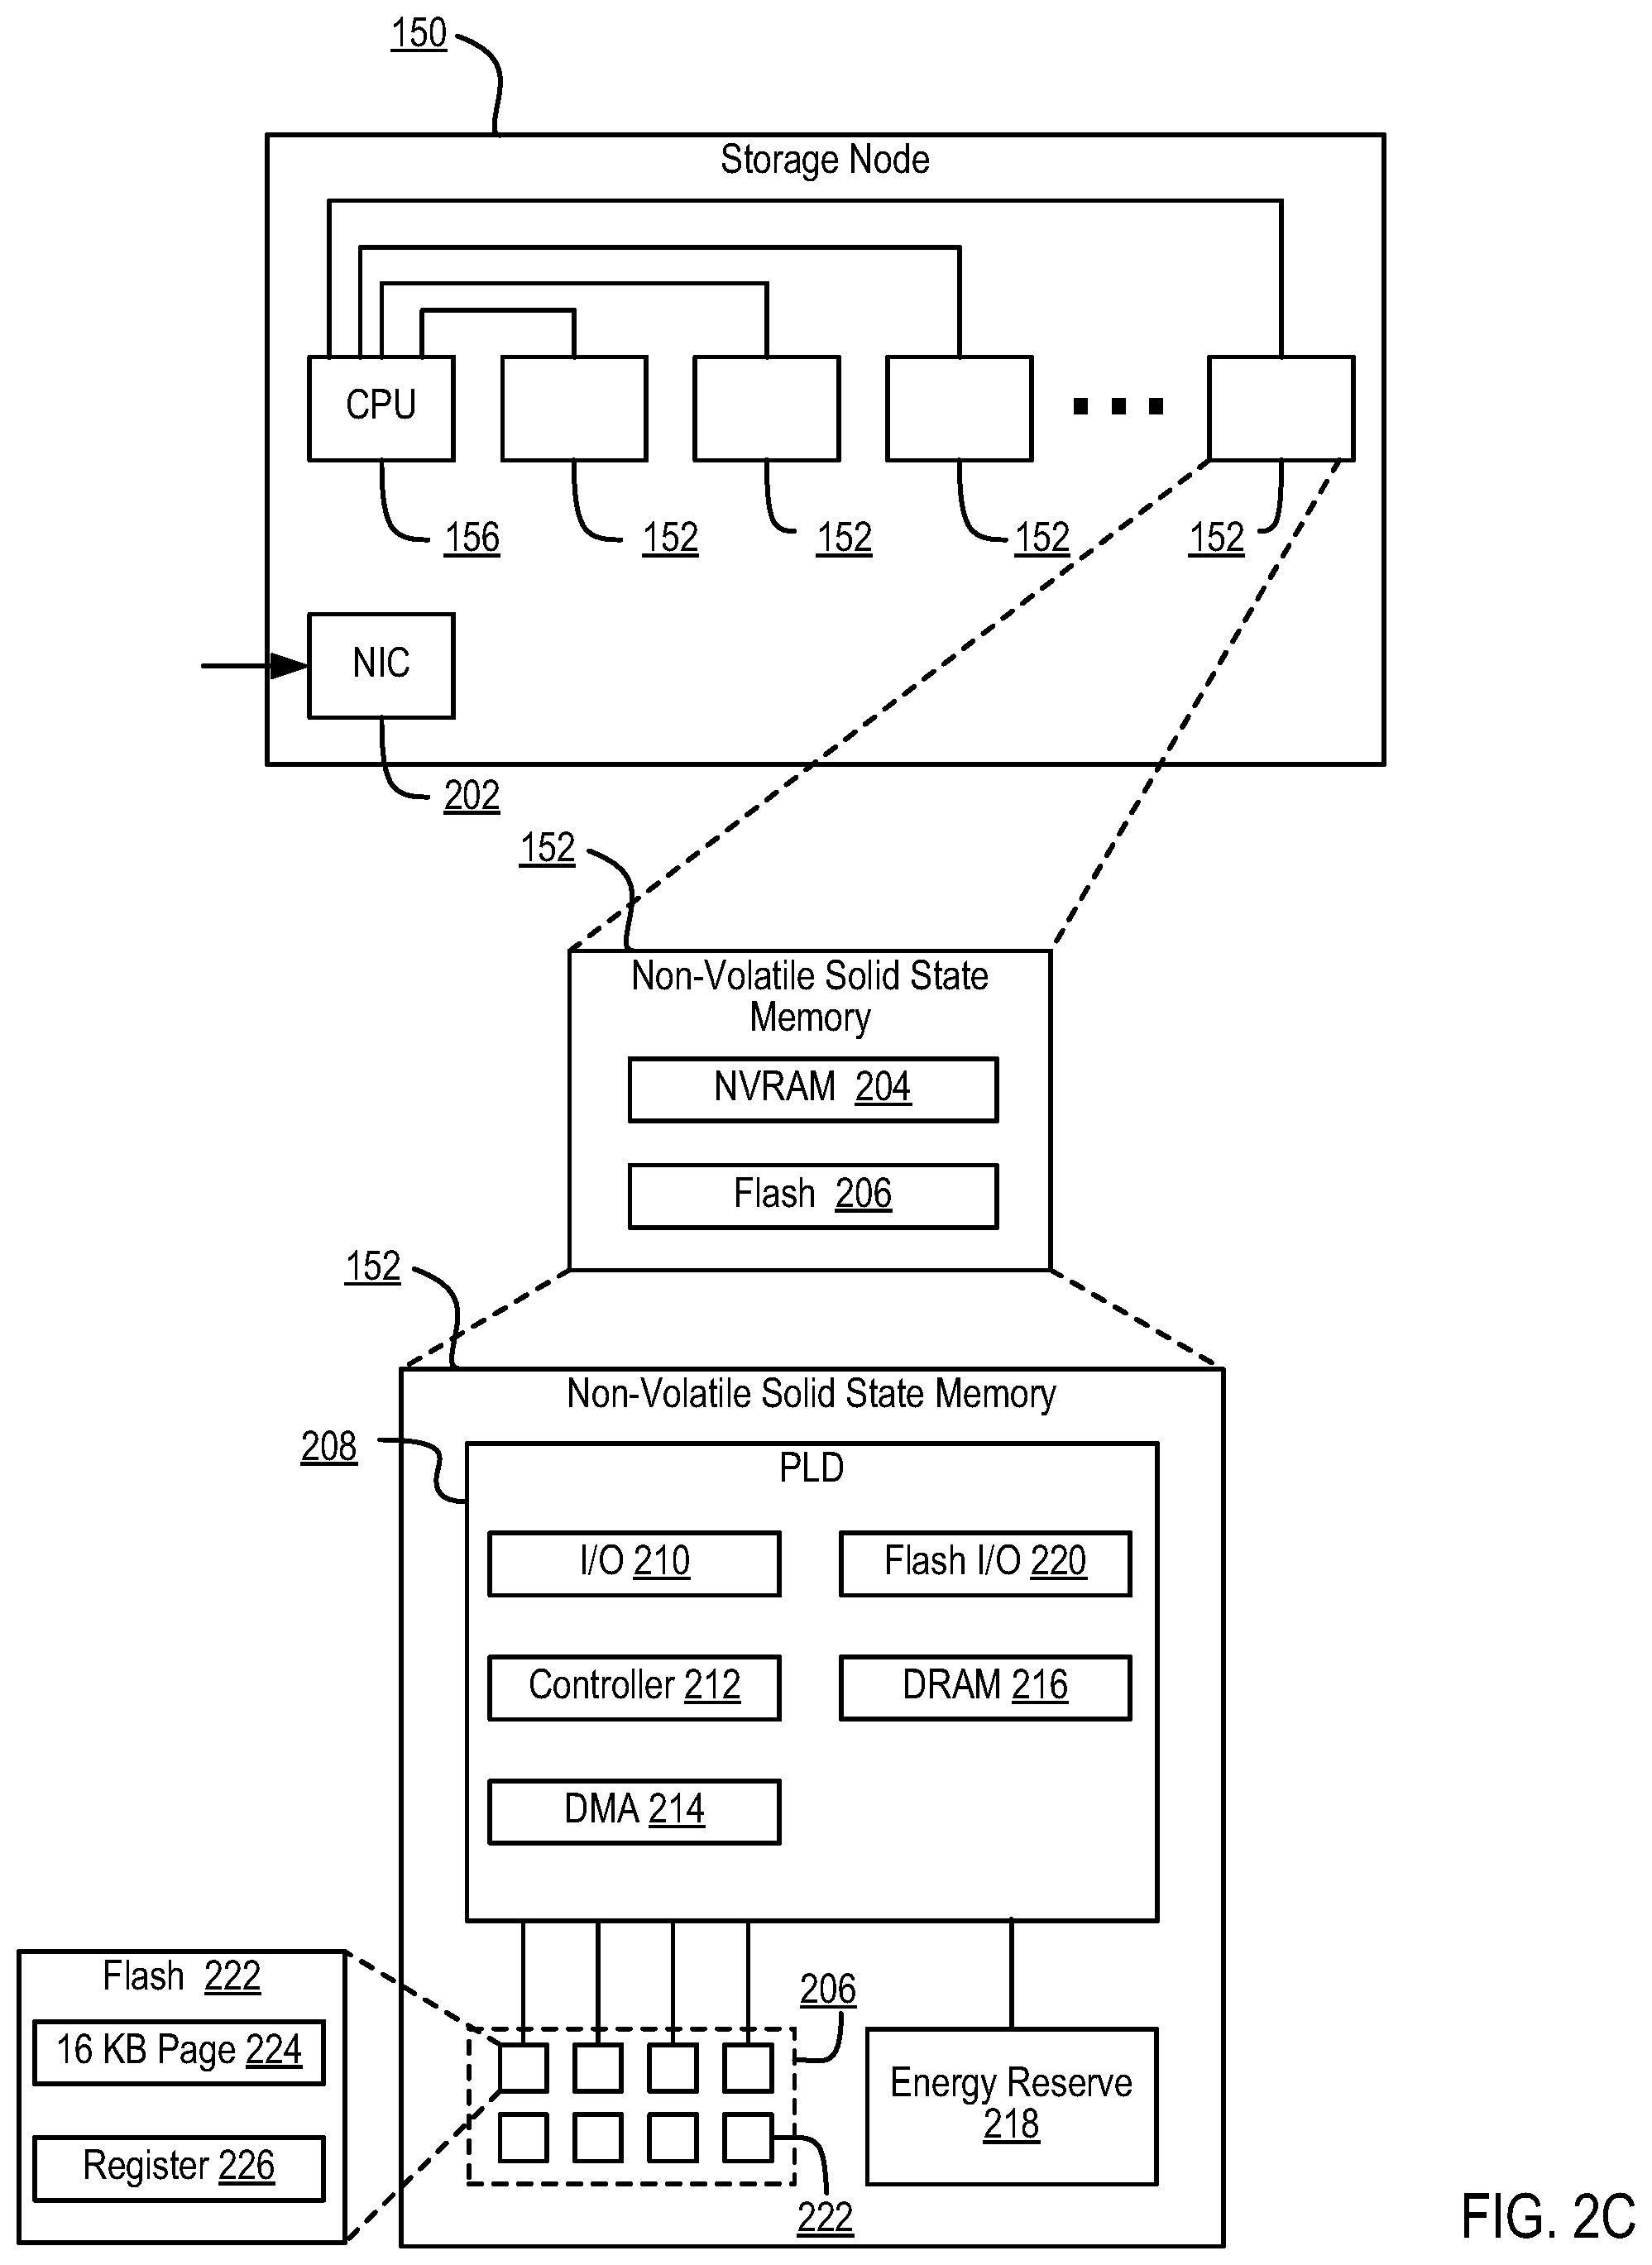 150
Storage Node
CPU
156
152
152
152
152
NIC
202
152
Non-Volatile Solid State
Memory
NVRAM 204
Flash 206
152
Non-Volatile Solid State Memory
208
PLD
I/O 210
Flash I/O 220
Controller 212
DRAM 216
DMA 214
Flash 222
16 KB Page 224
Register 226
206
Energy Reserve
218
222
FIG. 2C